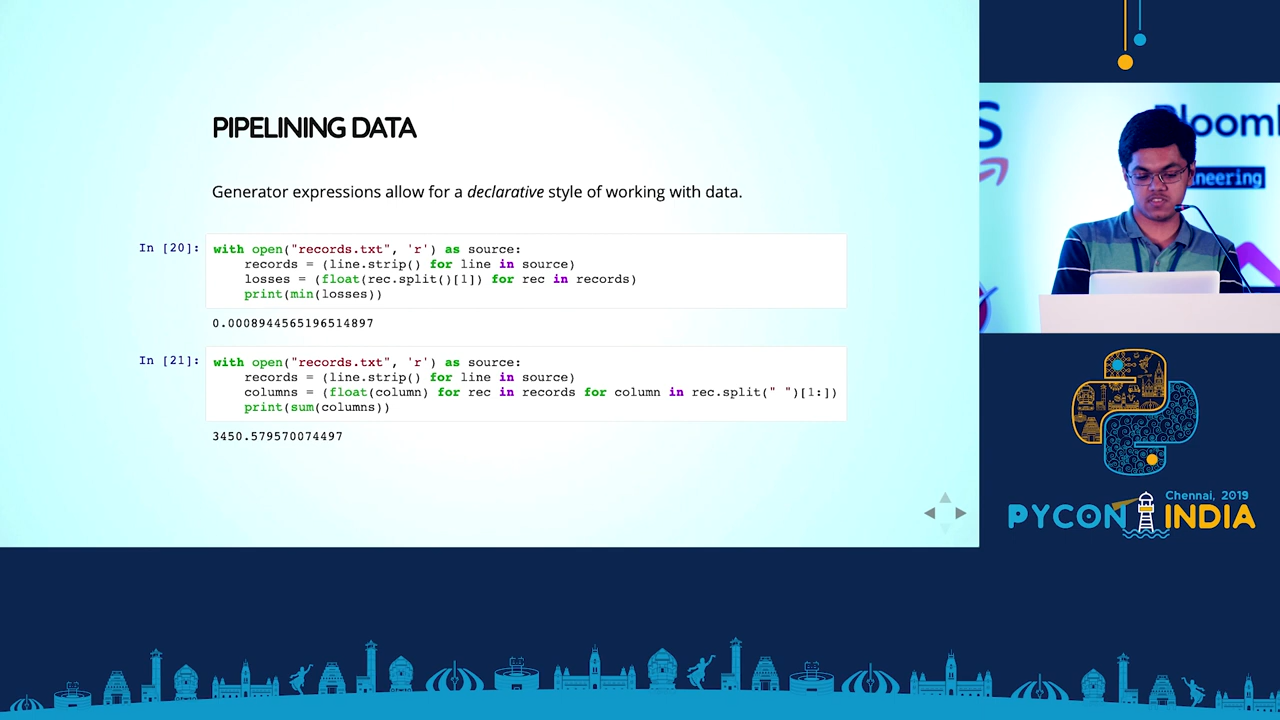 PIPELINING DATA
Generator expressions allow for a declarative style of working with data.
In [20]:
with open("records.txt", 'r') as source:
    records = (line.strip() for line in source)
    losses = (float(rec.split()[1]) for rec in records)
    print(min(losses))
0.0008944565196514897
In [21]:
with open("records.txt", 'r') as source:
    records = (line.strip() for line in source)
    columns = (float(column) for rec in records for column in rec.split(" ")[1:])
    print(sum(columns))
3450.579570074497
S
Bloom
neering
Chennai, 2019
PYCON INDIA